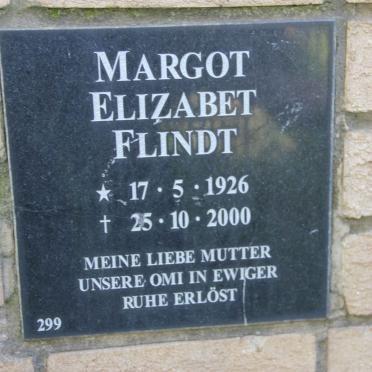 MARGOT
ELIZABET
FLINDT
★ 17 · 5 · 1926
† 25 · 10 · 2000
MEINE LIEBE MUTTER
UNSERE OMI IN EWIGER
RUHE ERLÖST
299